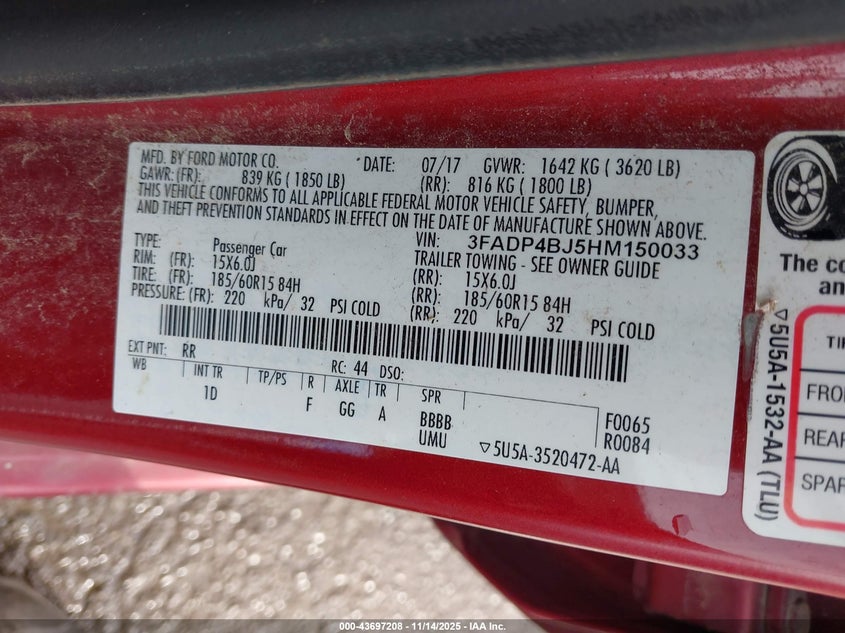 MFD. BY FORD MOTOR CO. *DATE: 07/17 GVWR: 1642 KG ( 3620 LB)
GAWR:(FR): 839 KG ( 1850 LB) (RR): 816 KG ( 1800 LB)
THIS VEHICLE CONFORMS TO ALL APPLICABLE FEDERAL MOTOR VEHICLE SAFETY, BUMPER,
AND THEFT PREVENTION STANDARDS IN EFFECT ON THE DATE OF MANUFACTURE SHOWN ABOVE.
TYPE: Passenger Car VIN: 3FADP4BJ5HM150033
RIM: (FR): 15X6.0J TRAILER TOWING - SEE OWNER GUIDE
(RR): 15X6.0J
TIRE: (FR): 185/60R15 84H (RR): 185/60R15 84H
PRESSURE: (FR): 220 kPa/ 32 PSI COLD (RR): 220 kPa/ 32 PSI COLD
EXT PNT: RR RC: 44 DSO:
WB INT TR TP/PS R AXLE TR SPR
1D F GG A BBBB F0065
UMU R0084
▽5U5A-3520472-AA
The co
an
TI
FRO
REAR
SPAR
▽5U5A-1532-AA (TLU)
000-43697208 - 11/14/2025 - IAA Inc.